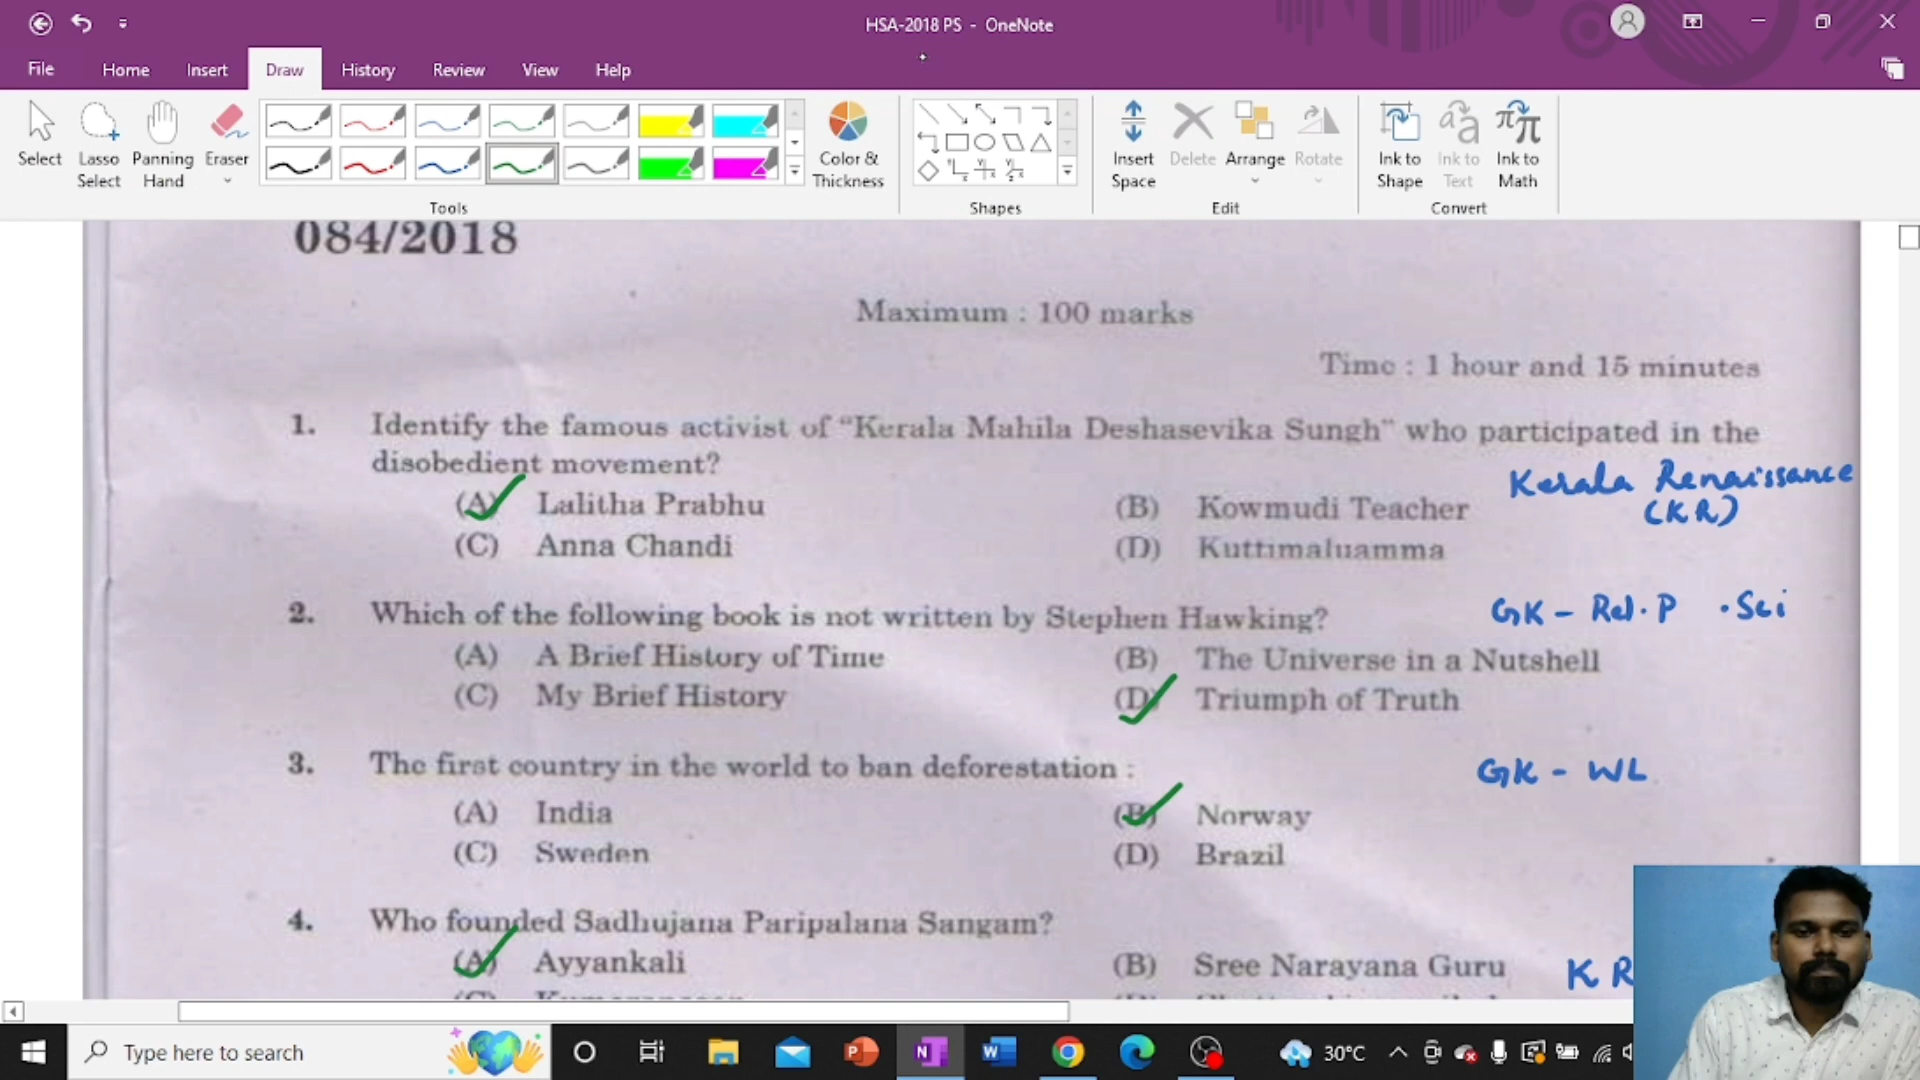 HSA-2018 PS - OneNote
File Home Insert Draw History Review View Help
Select Lasso Select Panning Hand Eraser Color & Thickness Insert Space Delete Arrange Rotate Ink to Shape Ink to Text Ink to Math
Tools Shapes Edit Convert
084/2018
Maximum : 100 marks
Time : 1 hour and 15 minutes
1. Identify the famous activist of "Kerala Mahila Deshasevika Sungh" who participated in the
disobedient movement?
Kerala Renaissance
(KR)
(A) Lalitha Prabhu (B) Kowmudi Teacher
(C) Anna Chandi (D) Kuttimaluamma
2. Which of the following book is not written by Stephen Hawking? GK - Rel. P . Sci
(A) A Brief History of Time (B) The Universe in a Nutshell
(C) My Brief History (D) Triumph of Truth
3. The first country in the world to ban deforestation : GK - WL
(A) India (B) Norway
(C) Sweden (D) Brazil
4. Who founded Sadhujana Paripalana Sangam?
(A) Ayyankali (B) Sree Narayana Guru KR
Type here to search 30°C